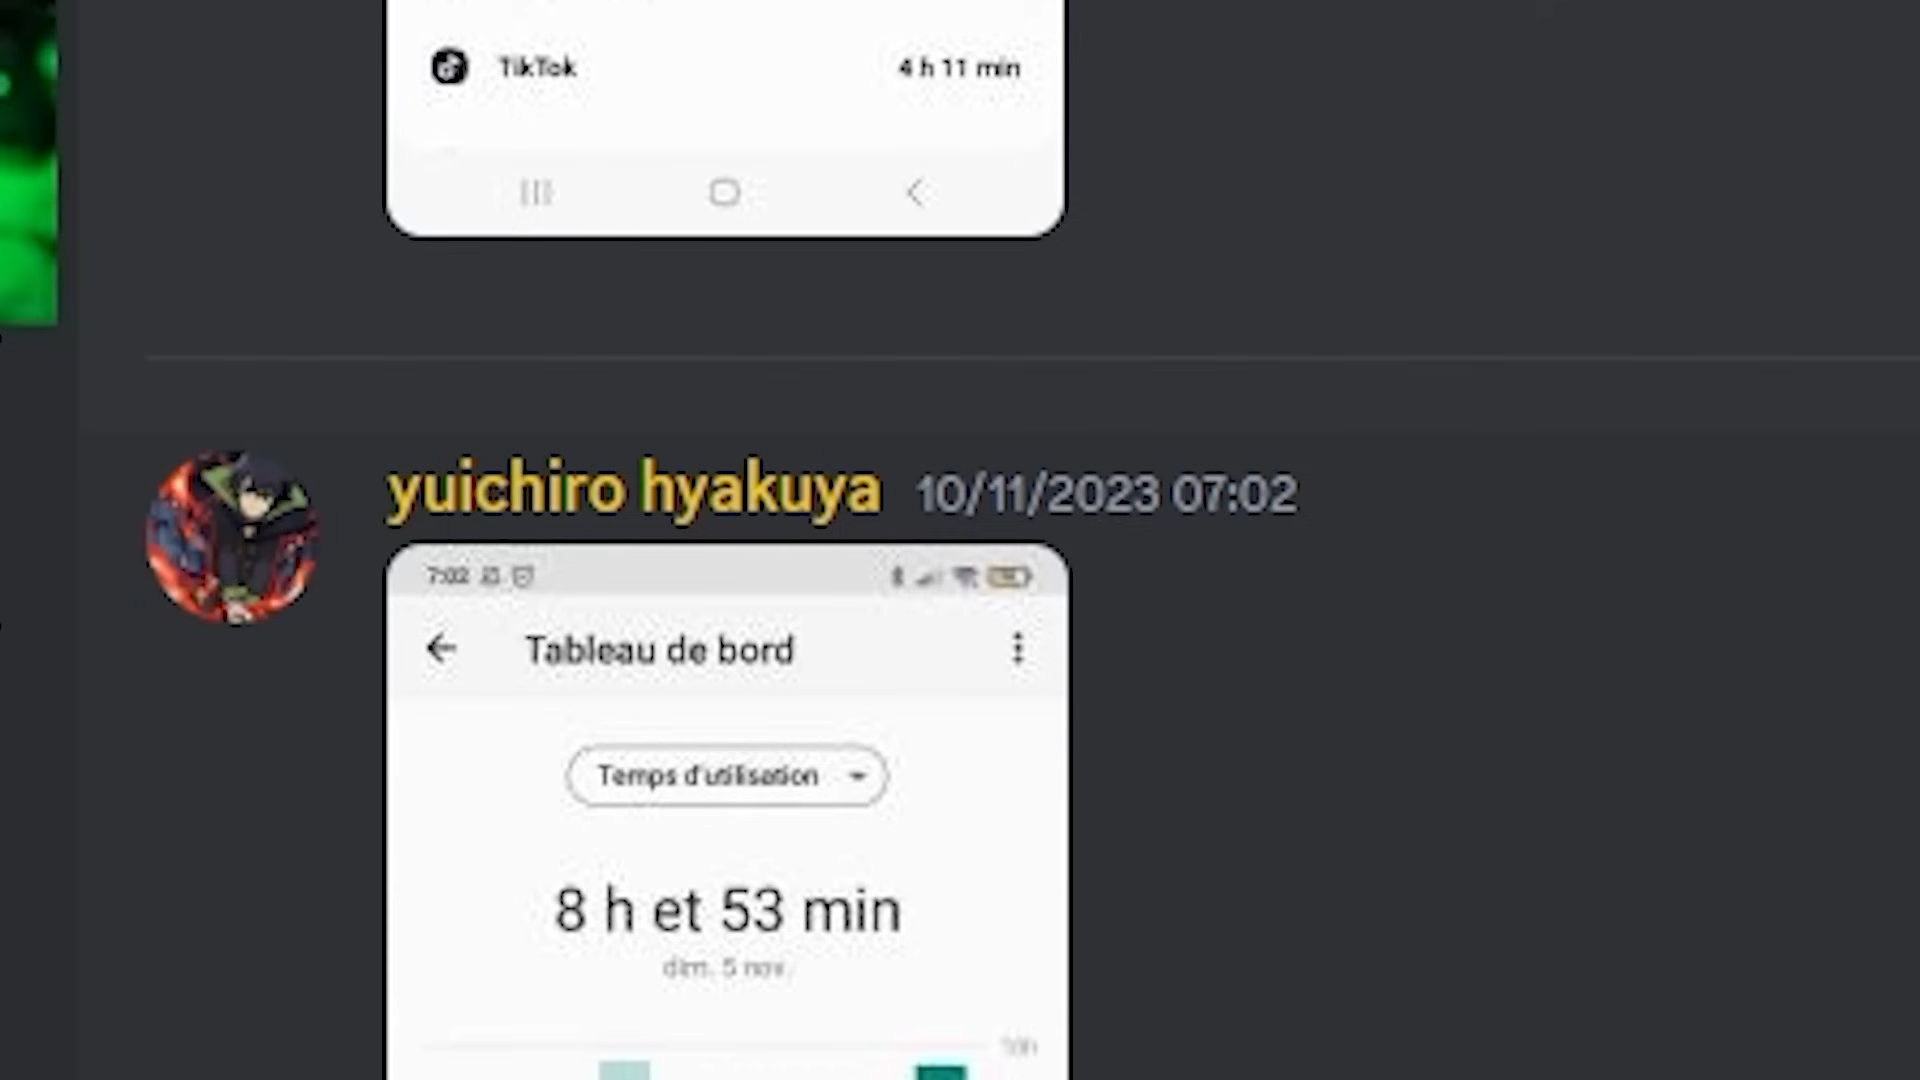 TikTok 4 h 11 min
yuichiro hyakuya 10/11/2023 07:02
7:02
Tableau de bord
Temps d'utilisation
8 h et 53 min
dim. 5 nov.
10h